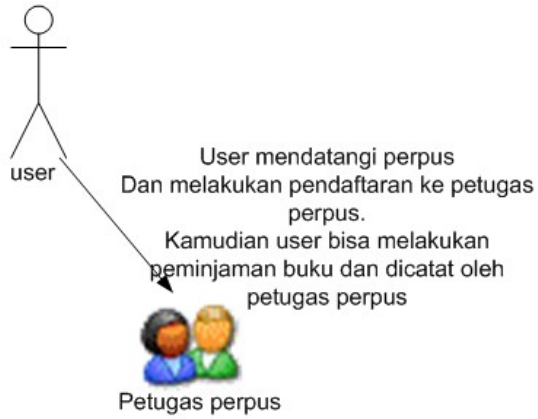 user
User mendatangi perpus
Dan melakukan pendaftaran ke petugas
perpus.
Kamudian user bisa melakukan
peminjaman buku dan dicatat oleh
petugas perpus
Petugas perpus